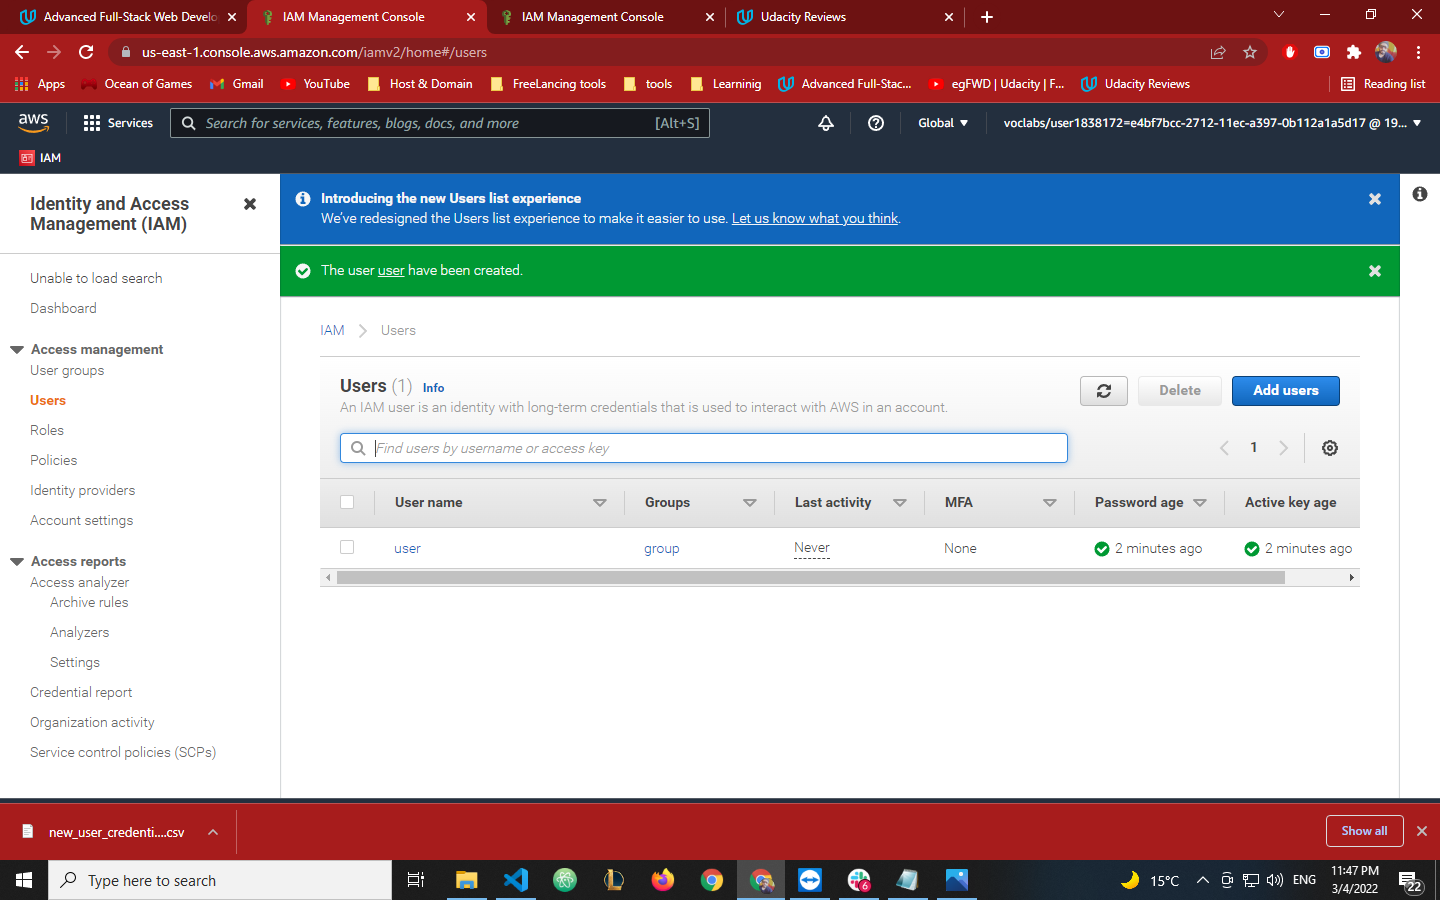 Advanced Full-Stack Web Develo
IAM Management Console
IAM Management Console
Udacity Reviews
us-east-1.console.aws.amazon.com/iamv2/home#/users
Apps
Ocean of Games
Gmail
YouTube
Host & Domain
FreeLancing tools
tools
Learninig
Advanced Full-Stac...
egFWD | Udacity | F...
Udacity Reviews
Reading list
aws
Services
Search for services, features, blogs, docs, and more
[Alt+S]
Global
voclabs/user1838172=e4bf7bcc-2712-11ec-a397-0b112a1a5d17 @ 19...
IAM
Identity and Access
Management (IAM)
Unable to load search
Dashboard
Access management
User groups
Users
Roles
Policies
Identity providers
Account settings
Access reports
Access analyzer
Archive rules
Analyzers
Settings
Credential report
Organization activity
Service control policies (SCPs)
Introducing the new Users list experience
We've redesigned the Users list experience to make it easier to use. Let us know what you think.
The user user have been created.
IAM
Users
Users (1) Info
An IAM user is an identity with long-term credentials that is used to interact with AWS in an account.
Delete
Add users
Find users by username or access key
1
User name
Groups
Last activity
MFA
Password age
Active key age
user
group
Never
None
2 minutes ago
2 minutes ago
new_user_credenti....csv
Show all
Type here to search
6
15°C
ENG
11:47 PM
3/4/2022
22